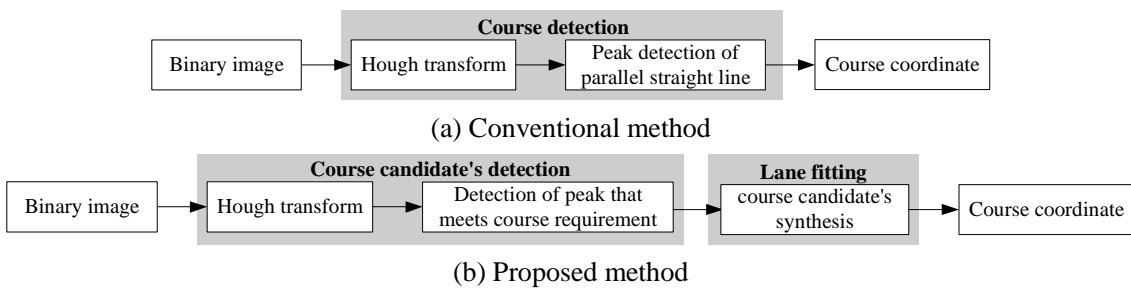 Course detection
Binary image
Hough transform
Peak detection of
parallel straight line
Course coordinate
(a) Conventional method
Course candidate's detection
Lane fitting
Binary image
Hough transform
Detection of peak that
meets course requirement
course candidate's
synthesis
Course coordinate
(b) Proposed method